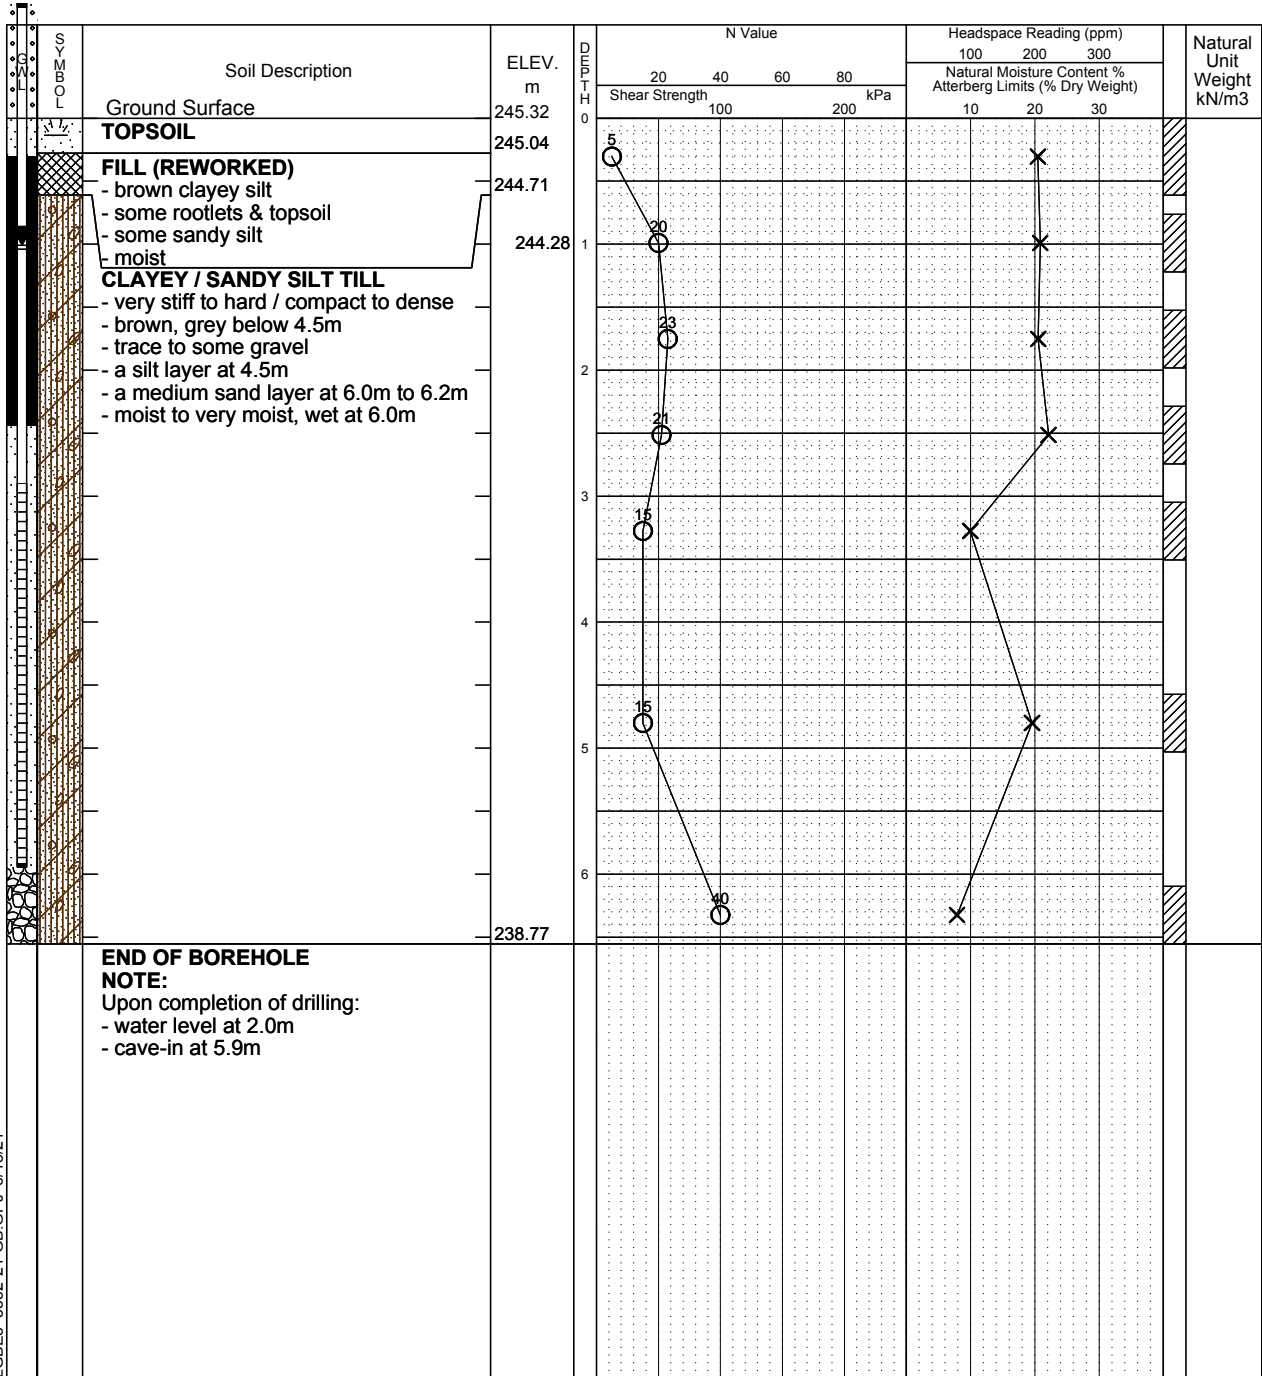 N Value
Headspace Reading (ppm)
100 200 300
Natural Unit Weight kN/m3
GWL
SYMBOL
Soil Description
ELEV. m
DEPTH
20 40 60 80
Natural Moisture Content %
Atterberg Limits (% Dry Weight)
Shear Strength kPa
100 200
10 20 30
Ground Surface
245.32
0
TOPSOIL
245.04
5
FILL (REWORKED)
- brown clayey silt
244.71
- some rootlets & topsoil
- some sandy silt
20
244.28
1
- moist
CLAYEY / SANDY SILT TILL
- very stiff to hard / compact to dense
- brown, grey below 4.5m
23
- trace to some gravel
- a silt layer at 4.5m
2
- a medium sand layer at 6.0m to 6.2m
- moist to very moist, wet at 6.0m
21
3
15
4
15
5
6
40
238.77
END OF BOREHOLE
NOTE:
Upon completion of drilling:
- water level at 2.0m
- cave-in at 5.9m